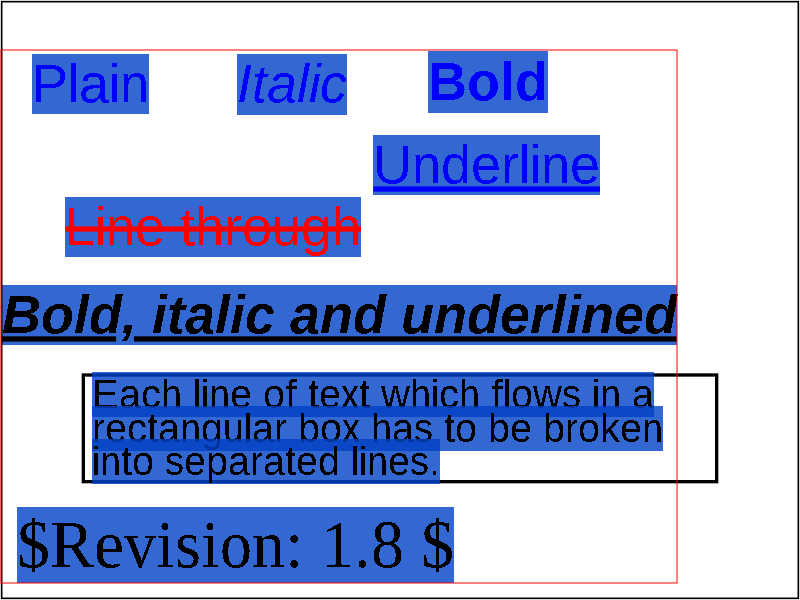 Plain Italic Bold
Underline
Line through
Bold, italic and underlined
Each line of text which flows in a
rectangular box has to be broken
into separated lines.
$Revision: 1.8 $